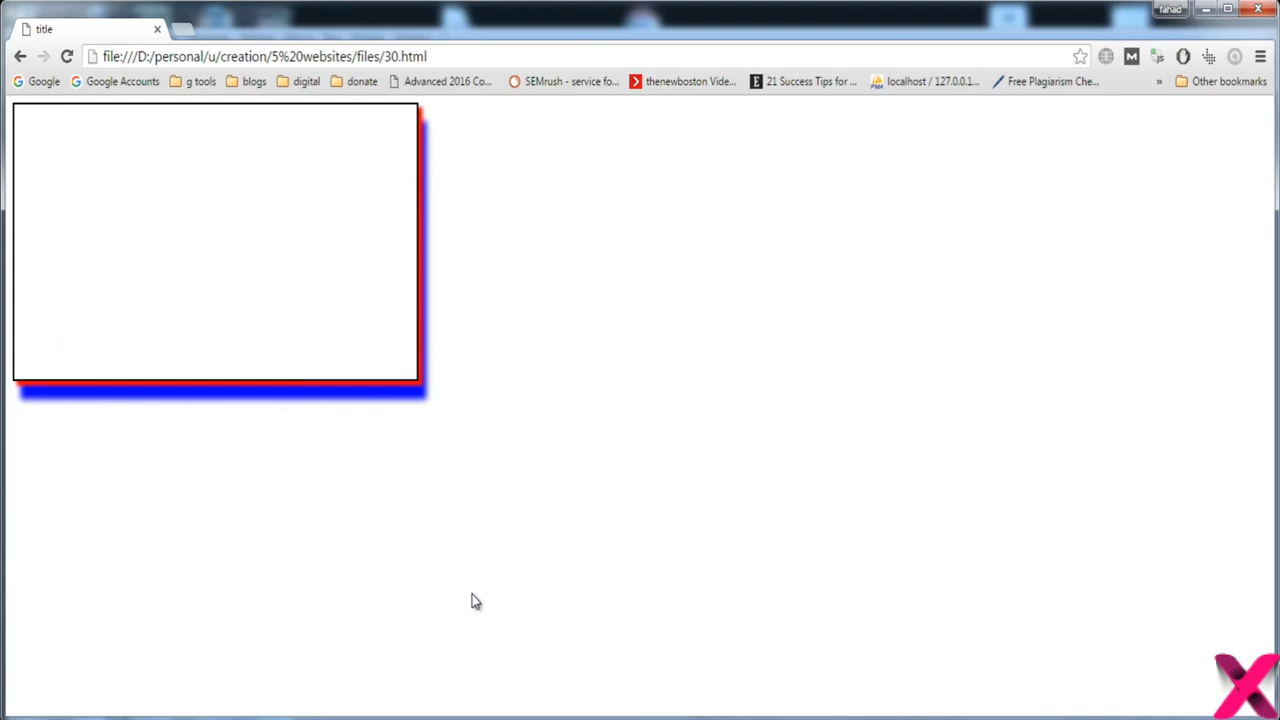 fahad
title
file:///D:/personal/u/creation/5%20websites/files/30.html
M
Google Google Accounts g tools blogs digital donate Advanced 2016 Co... SEMrush - service fo... thenewboston Vide... E 21 Success Tips for ... PMA localhost / 127.0.0.1... Free Plagiarism Che... » Other bookmarks
X